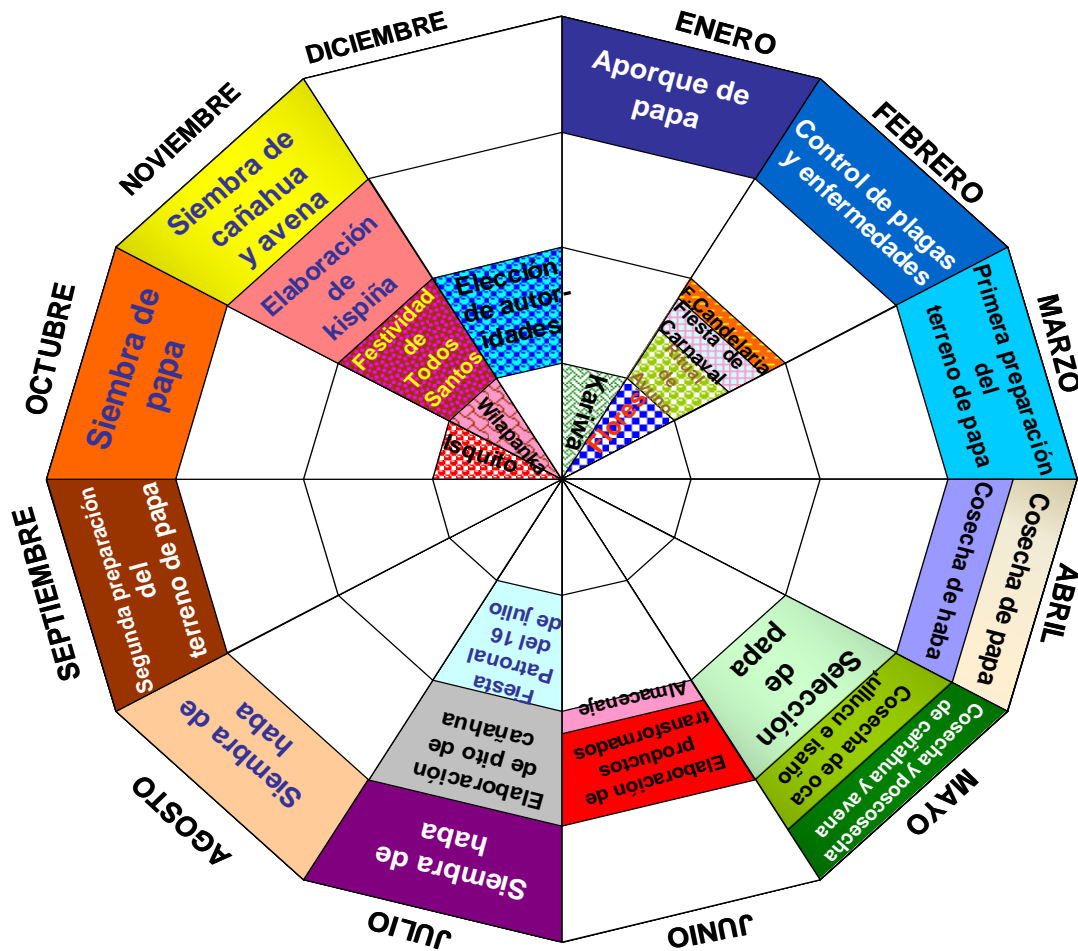 ENERO
Aporque de
papa
Kariwa
FEBRERO
Control de plagas
y enfermedades
F. Candelaria
Fiesta de
Carnaval
de
Flores
MARZO
Primera preparación
del
terreno de papa
ABRIL
Cosecha de papa
Cosecha de haba
MAYO
Cosecha y poscosecha
de cañahua y avena
Cosecha de oca
e isaño
Selección
de
papa
JUNIO
Elaboración de
productos
transformados
Almacenaje
JULIO
Siembra de
haba
Elaboración
de pito de
cañahua
Fiesta
Patronal
del 16
de julio
AGOSTO
Siembra de
haba
SEPTIEMBRE
Segunda preparación
del
terreno de papa
OCTUBRE
Siembra de
papa
Isquito
NOVIEMBRE
Siembra de
cañahua
y avena
Elaboración
de
kispiña
Festividad
de
Todos
Santos
Wilapanka
DICIEMBRE
Elección
de autor-
idades